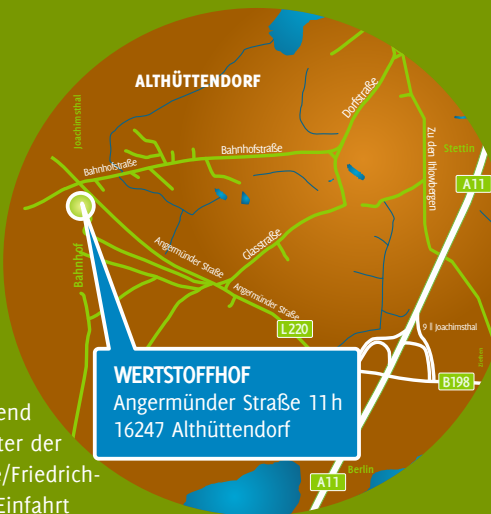 ALTHÜTTENDORF
Joachimsthal
Dorfstraße
Bahnhofstraße
Bahnhofstraße
Zu den Ihlowbergen
Stettin
A11
Bahnhof
Angermünder Straße
Glasstraße
Angermünder Straße
L220
9 Joachimsthal
B198
WERTSTOFFHOF
Angermünder Straße 11h
16247 Althüttendorf
Berlin
A11
end
ter der
e/Friedrich-
Einfahrt